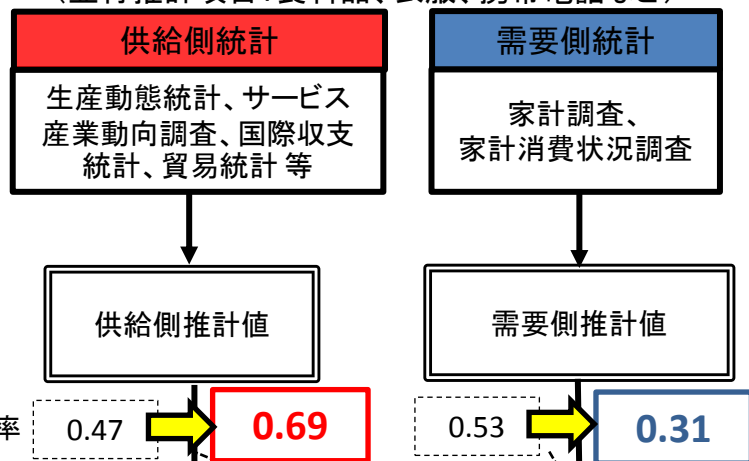 供給側統計
需要側統計
生産動態統計、サービス
産業動向調査、国際収支
統計、貿易統計 等
家計調査、
家計消費状況調査
供給側推計値
需要側推計値
率
0.47
0.69
0.53
0.31